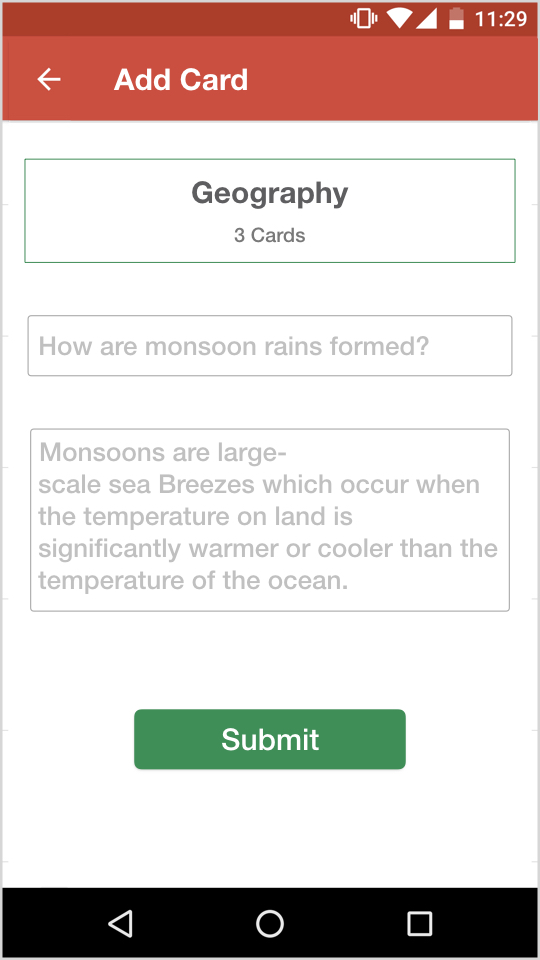 11:29
Add Card
Geography
3 Cards
How are monsoon rains formed?
Monsoons are large-
scale sea Breezes which occur when
the temperature on land is
significantly warmer or cooler than the
temperature of the ocean.
Submit